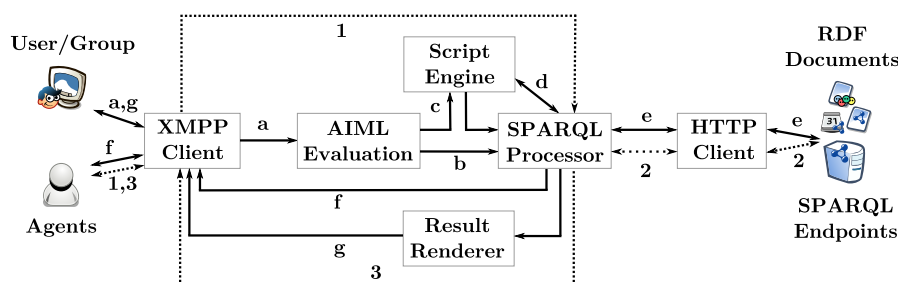 1
User/Group
RDF
Documents
Script
Engine
a,g
c
d
XMPP
Client
a
AIML
Evaluation
b
SPARQL
Processor
e
2
HTTP
Client
e
2
31
f
1,3
Agents
f
Result
Renderer
g
3
SPARQL
Endpoints